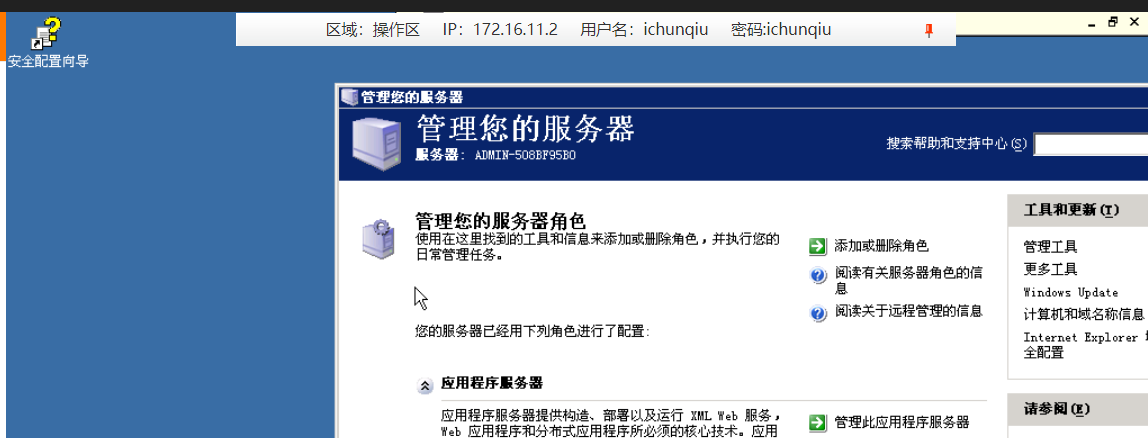 区域：操作区 IP：172.16.11.2 用户名：ichunqiu 密码:ichunqiu
安全配置向导
管理您的服务器
管理您的服务器
服务器： ADMIN-508BF95B0
搜索帮助和支持中心(S)
管理您的服务器角色
使用在这里找到的工具和信息来添加或删除角色，并执行您的
日常管理任务。
添加或删除角色
阅读有关服务器角色的信
息
阅读关于远程管理的信息
您的服务器已经用下列角色进行了配置:
应用程序服务器
应用程序服务器提供构造、部署以及运行 XML Web 服务，
Web 应用程序和分布式应用程序所必须的核心技术。应用
管理此应用程序服务器
工具和更新(T)
管理工具
更多工具
Windows Update
计算机和域名称信息
Internet Explorer
全配置
请参阅(E)